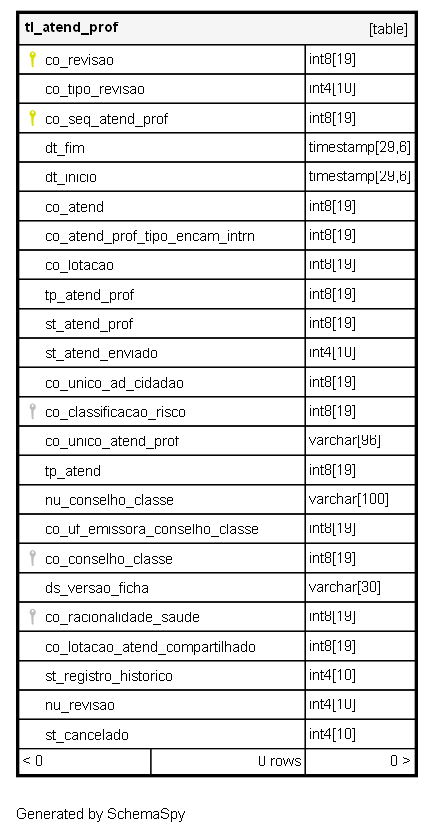 tl_atend_prof [table]
co_revisao int8[19]
co_tipo_revisao int4[10]
co_seq_atend_prof int8[19]
dt_fim timestamp[29,6]
dt_inicio timestamp[29,6]
co_atend int8[19]
co_atend_prof_tipo_encam_intrn int8[19]
co_lotacao int8[19]
tp_atend_prof int8[19]
st_atend_prof int8[19]
st_atend_enviado int4[10]
co_unico_ad_cidadao int8[19]
co_classificacao_risco int8[19]
co_unico_atend_prof varchar[96]
tp_atend int8[19]
nu_conselho_classe varchar[100]
co_uf_emissora_conselho_classe int8[19]
co_conselho_classe int8[19]
ds_versao_ficha varchar[30]
co_racionalidade_saude int8[19]
co_lotacao_atend_compartilhado int8[19]
st_registro_historico int4[10]
nu_revisao int4[10]
st_cancelado int4[10]
< 0 0 rows 0 >
Generated by SchemaSpy